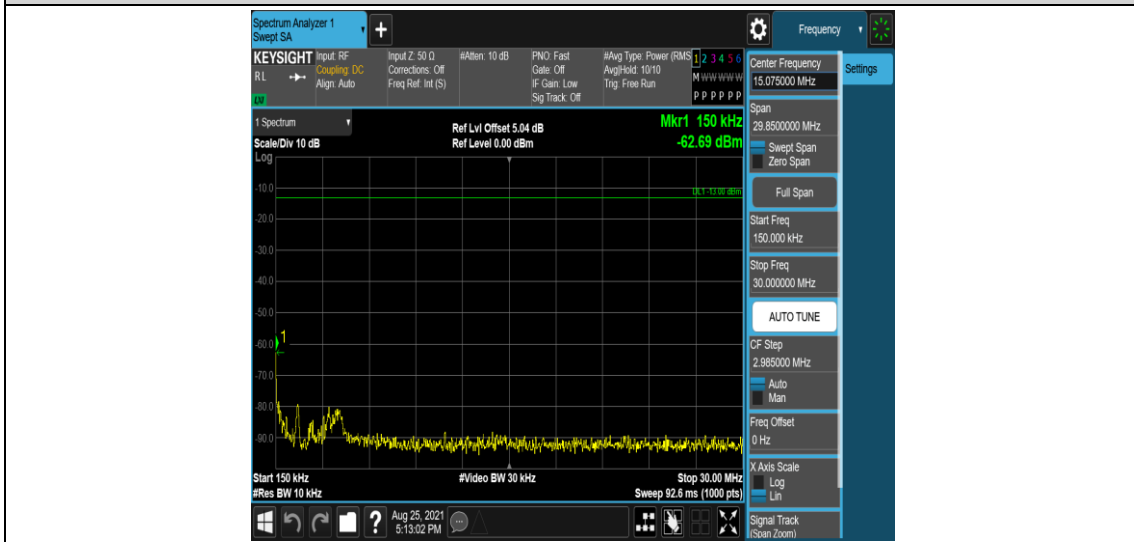 Spectrum Analyzer 1
Swept SA
+
Frequency
KEYSIGHT Input: RF Input Z: 50 Ω #Atten: 10 dB PNO: Fast #Avg Type: Power (RMS 1 2 3 4 5 6
RL Coupling: DC Corrections: Off Gate: Off Avg|Hold: 10/10 M W W W W W
Align: Auto Freq Ref: Int (S) IF Gain: Low Trig: Free Run
Sig Track: Off P P P P P P
LXI
1 Spectrum
Ref Lvl Offset 5.04 dB
Mkr1 150 kHz
Scale/Div 10 dB
Ref Level 0.00 dBm
-62.69 dBm
Log
-10.0
DL1 -13.00 dBm
-20.0
-30.0
-40.0
-50.0
1
-60.0
-70.0
-80.0
-90.0
Start 150 kHz #Video BW 30 kHz Stop 30.00 MHz
#Res BW 10 kHz Sweep 92.6 ms (1000 pts)
?
Aug 25, 2021
5:13:02 PM
Center Frequency
15.075000 MHz
Settings
Span
29.8500000 MHz
Swept Span
Zero Span
Full Span
Start Freq
150.000 kHz
Stop Freq
30.000000 MHz
AUTO TUNE
CF Step
2.985000 MHz
Auto
Man
Freq Offset
0 Hz
X Axis Scale
Log
Lin
Signal Track
(Span Zoom)